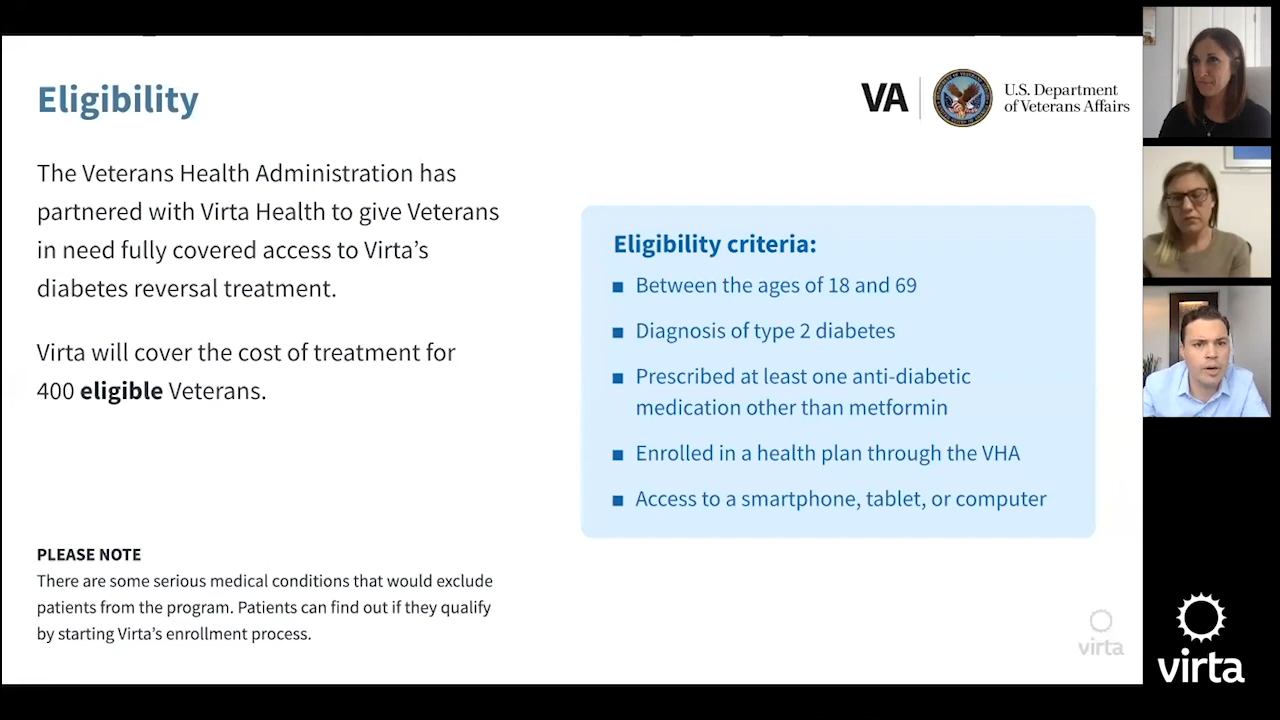 Eligibility
VA
U.S. Department
of Veterans Affairs
The Veterans Health Administration has
partnered with Virta Health to give Veterans
in need fully covered access to Virta's
diabetes reversal treatment.
Virta will cover the cost of treatment for
400 eligible Veterans.
Eligibility criteria:
Between the ages of 18 and 69
Diagnosis of type 2 diabetes
Prescribed at least one anti-diabetic
medication other than metformin
Enrolled in a health plan through the VHA
Access to a smartphone, tablet, or computer
PLEASE NOTE
There are some serious medical conditions that would exclude
patients from the program. Patients can find out if they qualify
by starting Virta's enrollment process.
virta
virta